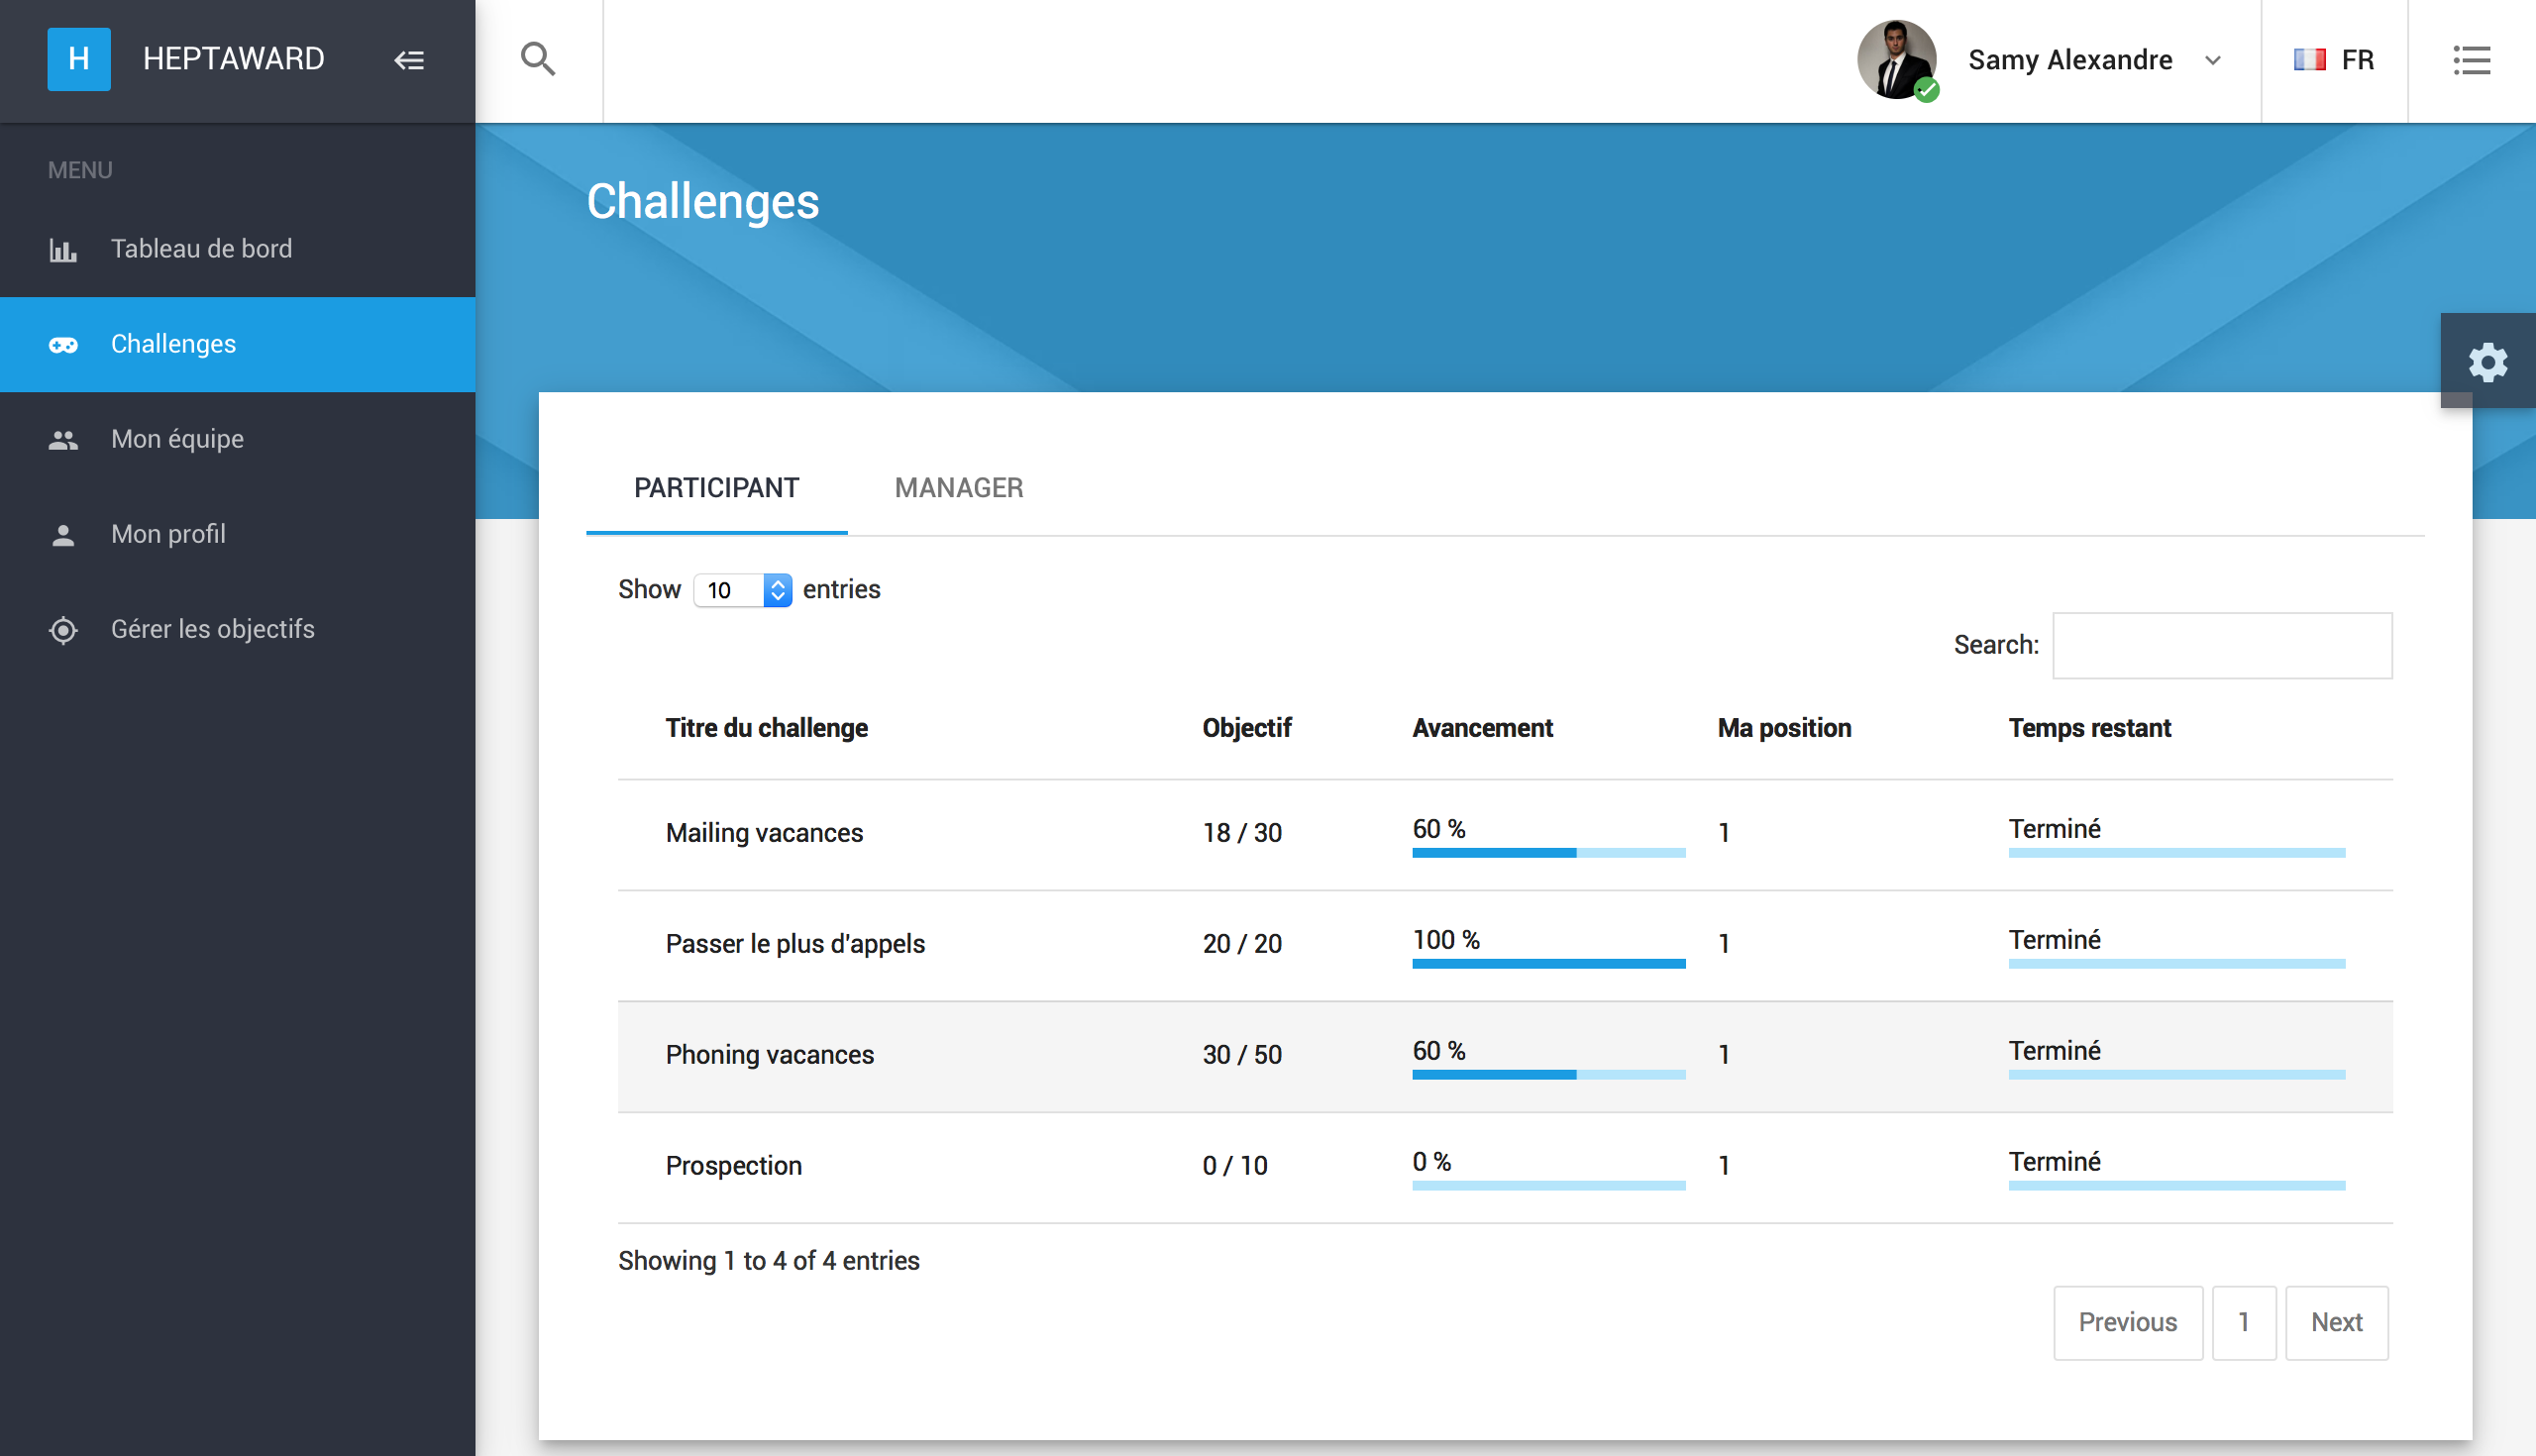 H HEPTAWARD
Samy Alexandre
FR
MENU
Tableau de bord
Challenges
Mon équipe
Mon profil
Gérer les objectifs
Challenges
PARTICIPANT MANAGER
Show 10 entries
Search:
Titre du challenge Objectif Avancement Ma position Temps restant
Mailing vacances 18 / 30 60 % 1 Terminé
Passer le plus d'appels 20 / 20 100 % 1 Terminé
Phoning vacances 30 / 50 60 % 1 Terminé
Prospection 0 / 10 0 % 1 Terminé
Showing 1 to 4 of 4 entries
Previous 1 Next